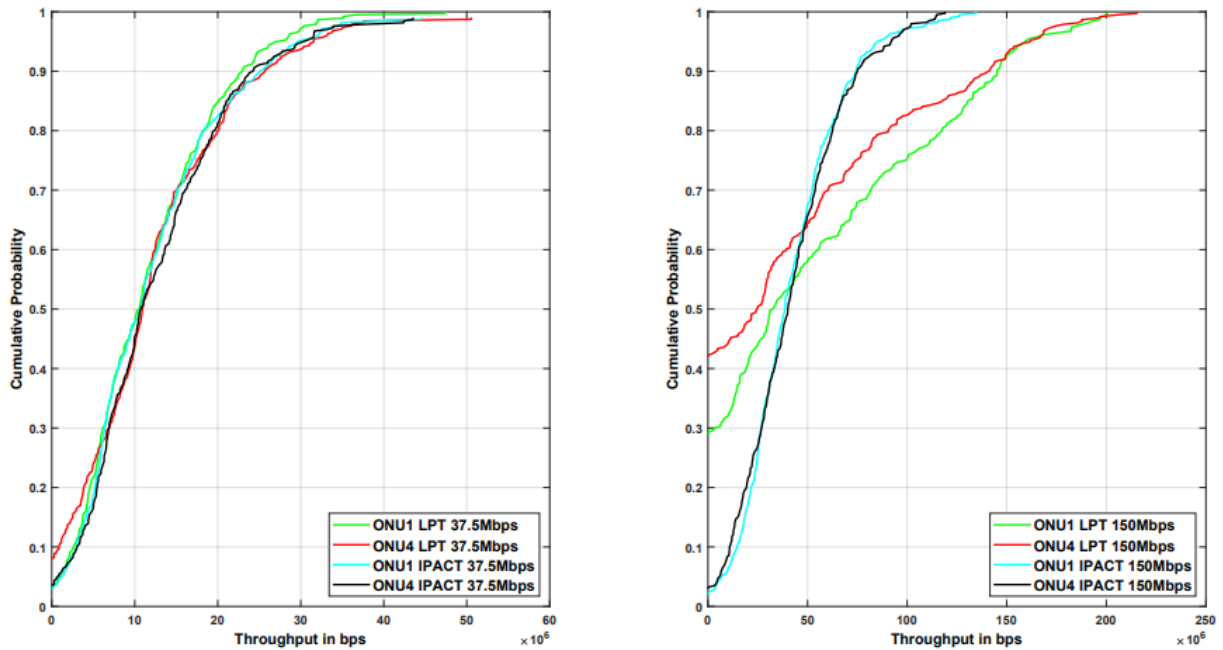 1
0.9
0.8
0.7
0.6
0.5
0.4
0.3
0.2
0.1
0
Cumulative Probability
ONU1 LPT 37.5Mbps
ONU4 LPT 37.5Mbps
ONU1 IPACT 37.5Mbps
ONU4 IPACT 37.5Mbps
0 10 20 30 40 50 60
Throughput in bps
×10^6
1
0.9
0.8
0.7
0.6
0.5
0.4
0.3
0.2
0.1
0
Cumulative Probability
ONU1 LPT 150Mbps
ONU4 LPT 150Mbps
ONU1 IPACT 150Mbps
ONU4 IPACT 150Mbps
0 50 100 150 200 250
Throughput in bps
×10^6